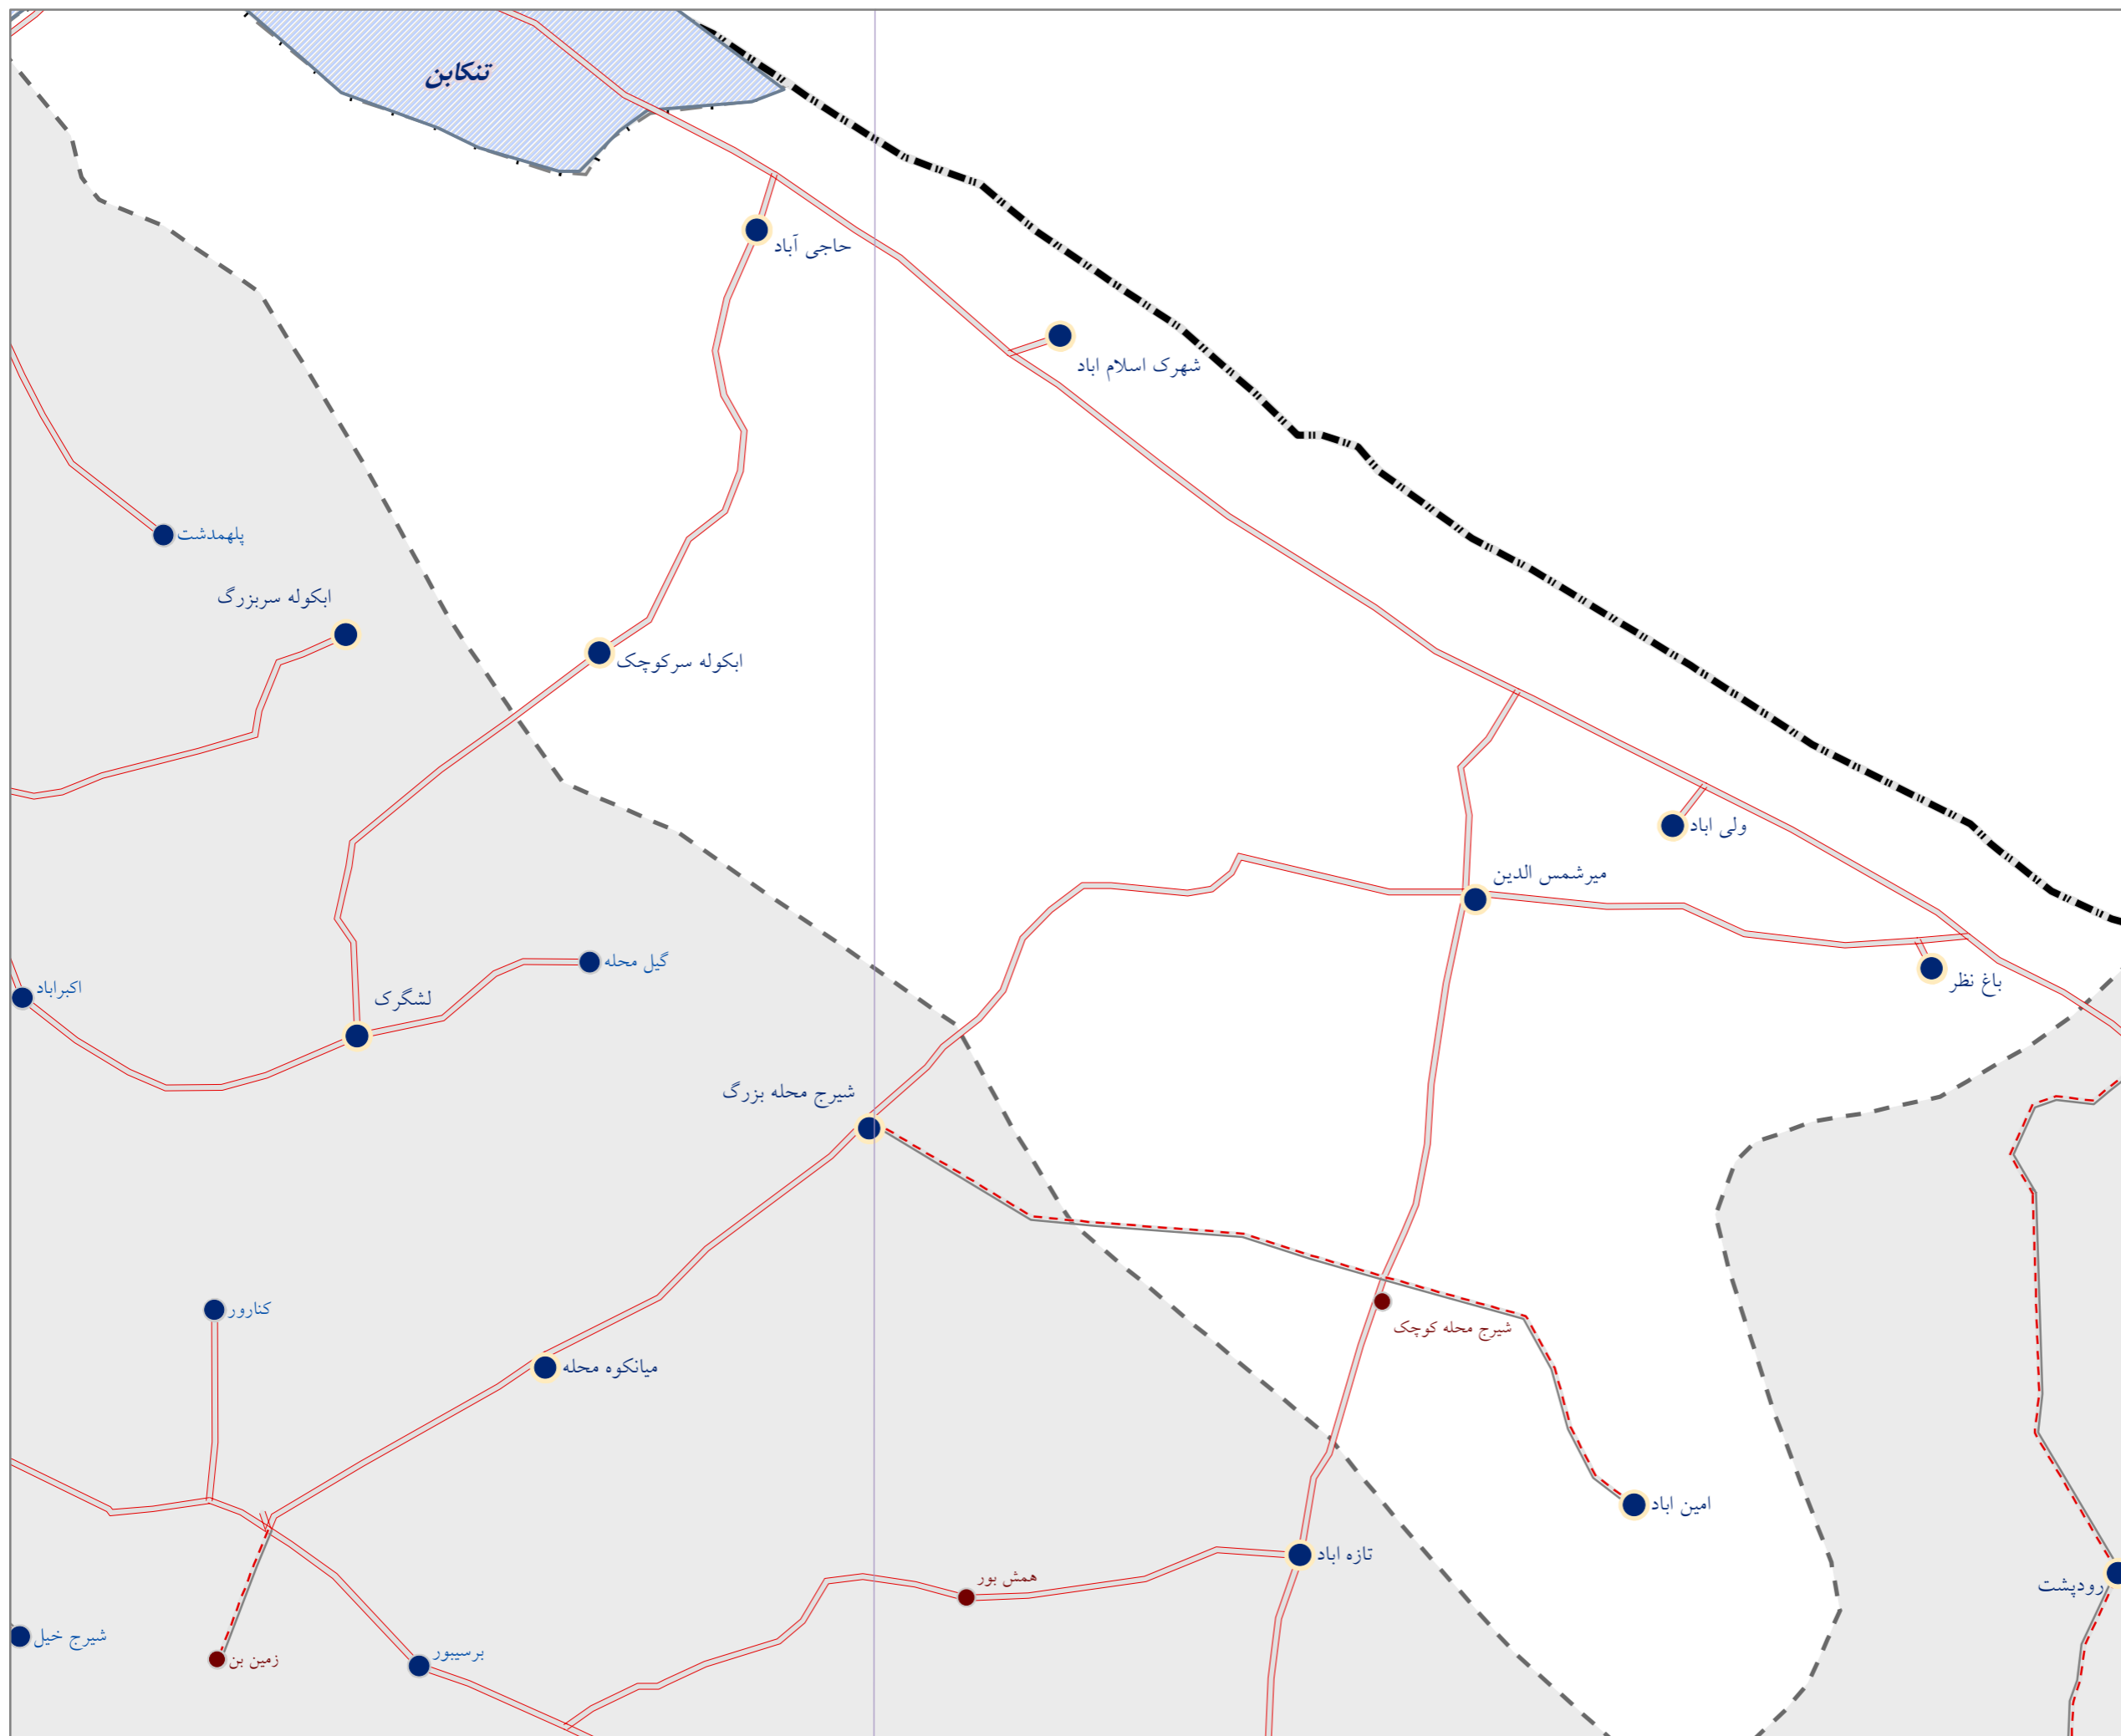 تنکابن
حاجی آباد
شهرک اسلام اباد
پلهمدشت
ابکوله سربزرگ
ابکوله سرکوچک
ولی اباد
میرشمس الدین
گیل محله
باغ نظر
اکبراباد
لشگرک
شیرج محله بزرگ
کنارور
شیرج محله کوچک
میانکوه محله
امین اباد
تازه اباد
همش بور
رودپشت
شیرج خیل
برسیبور
زمین بن